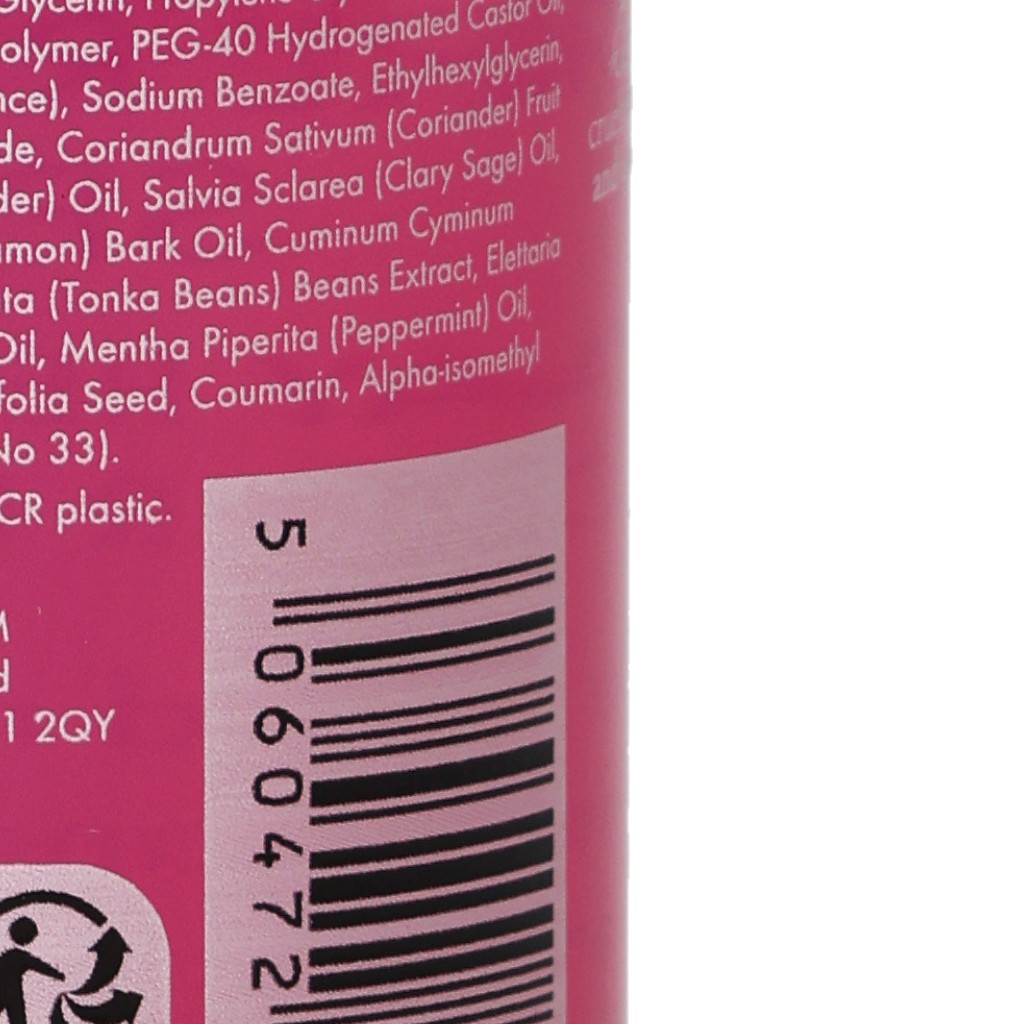 Glycerin,
olymer, PEG-40 Hydrogenated Castor Oil,
nce), Sodium Benzoate, Ethylhexylglycerin,
de, Coriandrum Sativum (Coriander) Fruit
der) Oil, Salvia Sclarea (Clary Sage) Oil,
amon) Bark Oil, Cuminum Cyminum
ta (Tonka Beans) Beans Extract, Elettaria
Oil, Mentha Piperita (Peppermint) Oil,
folia Seed, Coumarin, Alpha-isomethyl
No 33).
CR plastic.
d
1 2QY
5 060472